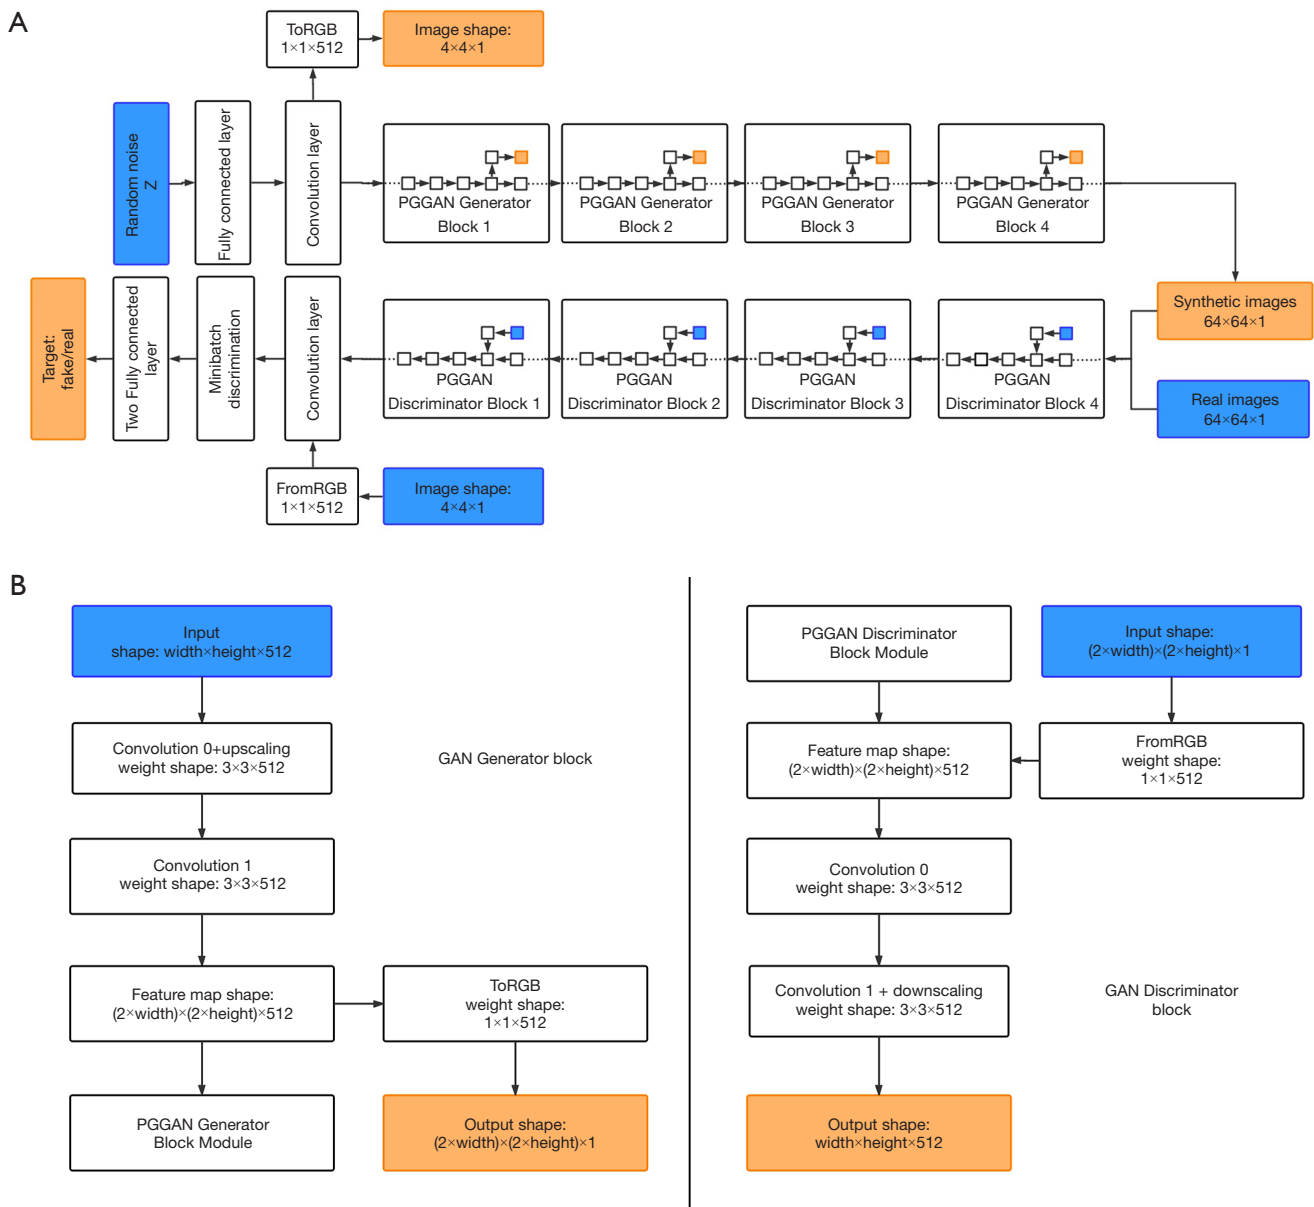 A
ToRGB
1×1×512
Image shape:
4×4×1
Random noise
Z
Fully connected layer
Convolution layer
PGGAN Generator
Block 1
PGGAN Generator
Block 2
PGGAN Generator
Block 3
PGGAN Generator
Block 4
Synthetic images
64×64×1
Real images
64×64×1
Target:
fake/real
Two Fully connected
layer
Minibatch
discrimination
Convolution layer
PGGAN
Discriminator Block 1
PGGAN
Discriminator Block 2
PGGAN
Discriminator Block 3
PGGAN
Discriminator Block 4
FromRGB
1×1×512
Image shape:
4×4×1
B
Input
shape: width×height×512
Convolution 0+upscaling
weight shape: 3×3×512
GAN Generator block
Convolution 1
weight shape: 3×3×512
Feature map shape:
(2×width)×(2×height)×512
ToRGB
weight shape:
1×1×512
PGGAN Generator
Block Module
Output shape:
(2×width)×(2×height)×1
PGGAN Discriminator
Block Module
Input shape:
(2×width)×(2×height)×1
Feature map shape:
(2×width)×(2×height)×512
FromRGB
weight shape:
1×1×512
Convolution 0
weight shape: 3×3×512
Convolution 1 + downscaling
weight shape: 3×3×512
GAN Discriminator
block
Output shape:
width×height×512